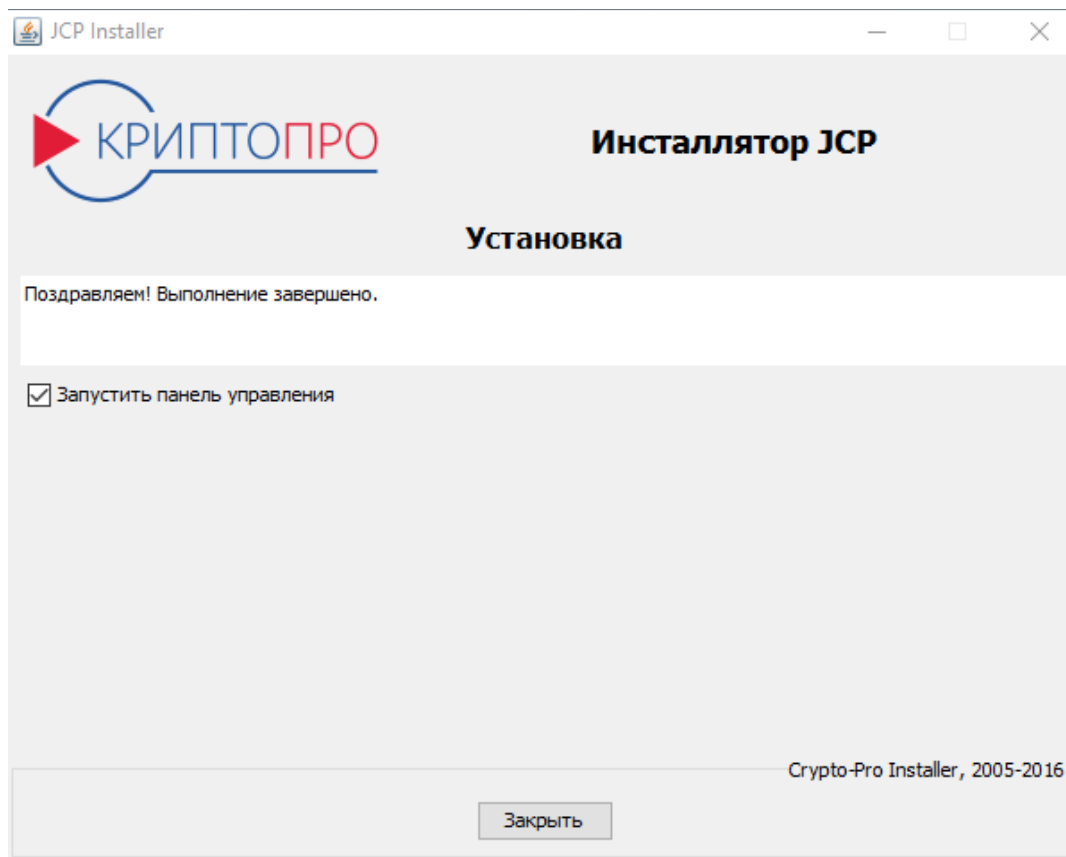 JCP Installer
КРИПТОПРО
Инсталлятор JCP
Установка
Поздравляем! Выполнение завершено.
Запустить панель управления
Crypto-Pro Installer, 2005-2016
Закрыть